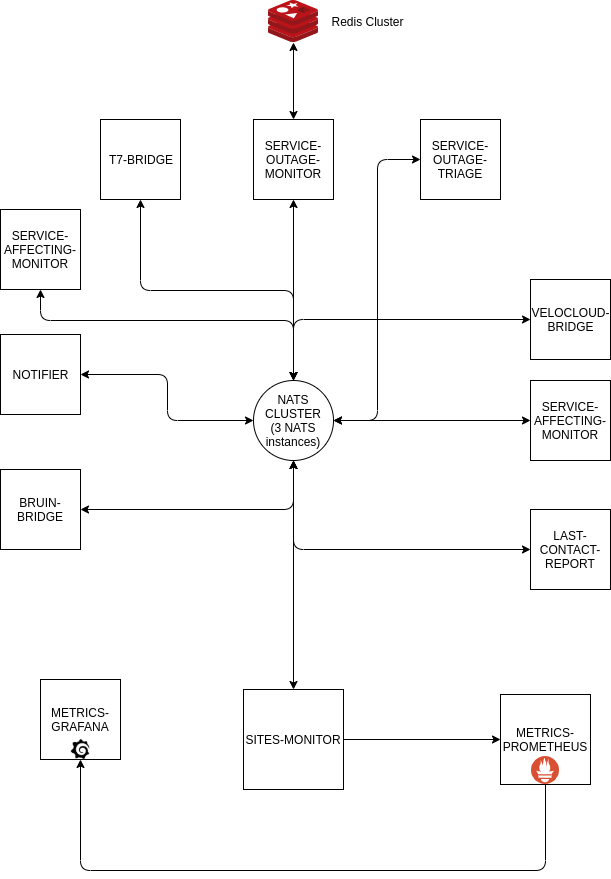 Redis Cluster
T7-BRIDGE
SERVICE-
OUTAGE-
MONITOR
SERVICE-
OUTAGE-
TRIAGE
SERVICE-
AFFECTING-
MONITOR
VELOCLOUD-
BRIDGE
NOTIFIER
NATS
CLUSTER
(3 NATS
instances)
SERVICE-
AFFECTING-
MONITOR
BRUIN-
BRIDGE
LAST-
CONTACT-
REPORT
METRICS-
GRAFANA
SITES-MONITOR
METRICS-
PROMETHEUS